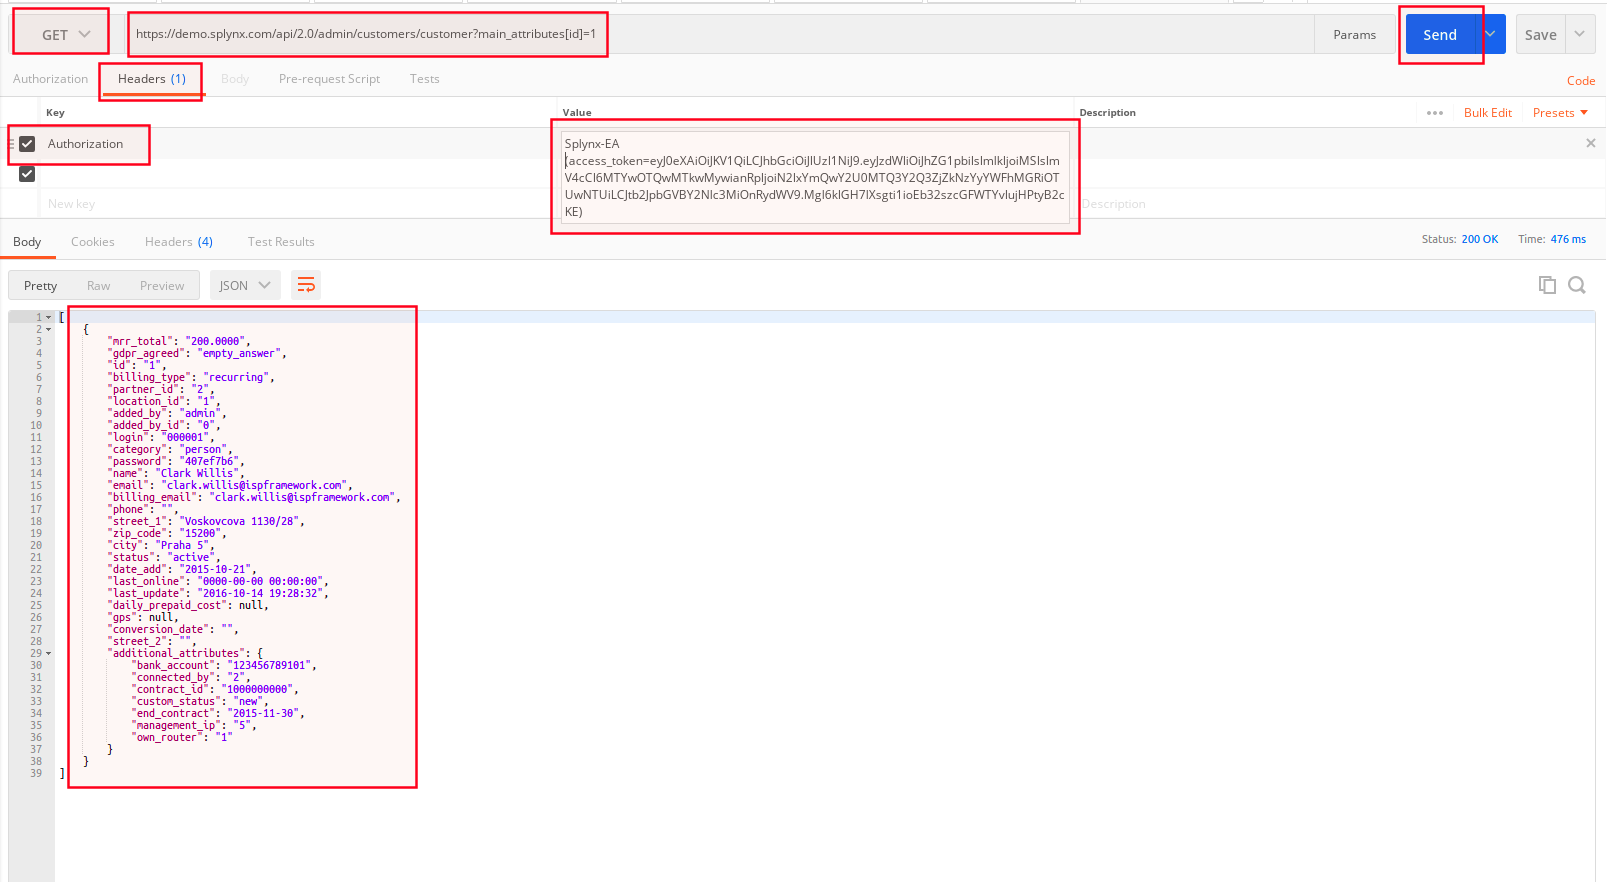 GET https://demo.splynx.com/api/2.0/admin/customers/customer?main_attributes[id]=1 Params Send Save
Authorization Headers (1) Body Pre-request Script Tests Code
Key Value Description ••• Bulk Edit Presets
Authorization
Splynx-EA
(access_token=eyJ0eXAiOiJKV1QiLCJhbGciOiJIUzI1NiJ9.eyJzdWIiOiJhZG1pbiIsImlkIjoiMSIsIm
V4cCI6MTYwOTQwMTkwMywianRpIjoiN2IxYmQwY2U0MTQ3Y2Q3ZjZkNzYyYWFhMGRiOT
UwNTUiLCJtb2JpbGVBY2Nlc3MiOnRydWV9.MgI6kIGH7IXsgti1ioEb32szcGFWTYvlujHPtyB2c
KE)
New key Description
Body Cookies Headers (4) Test Results Status: 200 OK Time: 476 ms
Pretty Raw Preview JSON
1 [
2 {
3 "mrr_total": "200.0000",
4 "gdpr_agreed": "empty_answer",
5 "id": "1",
6 "billing_type": "recurring",
7 "partner_id": "2",
8 "location_id": "1",
9 "added_by": "admin",
10 "added_by_id": "0",
11 "login": "000001",
12 "category": "person",
13 "password": "407ef7b6",
14 "name": "Clark Willis",
15 "email": "clark.willis@ispframework.com",
16 "billing_email": "clark.willis@ispframework.com",
17 "phone": "",
18 "street_1": "Voskovcova 1130/28",
19 "zip_code": "15200",
20 "city": "Praha 5",
21 "status": "active",
22 "date_add": "2015-10-21",
23 "last_online": "0000-00-00 00:00:00",
24 "last_update": "2016-10-14 19:28:32",
25 "daily_prepaid_cost": null,
26 "gps": null,
27 "conversion_date": "",
28 "street_2": "",
29 "additional_attributes": {
30 "bank_account": "123456789101",
31 "connected_by": "2",
32 "contract_id": "1000000000",
33 "custom_status": "new",
34 "end_contract": "2015-11-30",
35 "management_ip": "5",
36 "own_router": "1"
37 }
38 }
39 ]